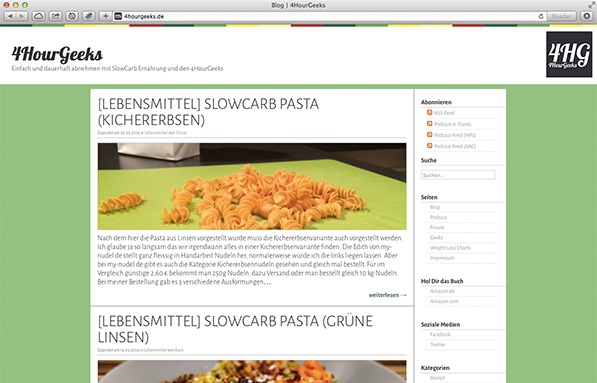 Blog | 4HourGeeks
4hourgeeks.de
Reader
4HourGeeks
Einfach und dauerhaft abnehmen mit SlowCarb Ernährung und den 4HourGeeks
4HG
4HourGeeks
[LEBENSMITTEL] SLOWCARB PASTA
(KICHERERBSEN)
Gepostet am 20.03.2014 in Lebensmittel von Tobias
Nach dem hier die Pasta aus Linsen vorgestellt wurde muss die Kichererbsenvariante auch vorgestellt werden.
Ich glaube ja so langsam das wir irgendwann alles in einer Kichererbsenvariante finden. Die Edith von my-
nudel.de stellt ganz fleissig in Handarbeit Nudeln her, normalerweise würde ich die links liegen lassen. Aber
bei my-nudel.de gibt es auch die Kategorie Kichererbsennudeln gesehen und gleich mal bestellt. Für im
Vergleich günstige 2,60 € bekommt man 250g Nudeln, dazu Versand oder man bestellt gleich 10 kg Nudeln.
Bei meiner Bestellung gab es 3 verschiedene Ausformungen…
weiterlesen →
[LEBENSMITTEL] SLOWCARB PASTA (GRÜNE
LINSEN)
in Lebensmittel von
Abonnieren
RSS-Feed
Podcast in iTunes
Podcast-Feed (MP3)
Podcast-Feed (AAC)
Suche
Suchen...
Seiten
Blog
Podcast
Forum
Geeks
Weight Loss Charts
Impressum
Hol Dir das Buch
Amazon.de
Amazon.com
Soziale Medien
Facebook
Twitter
Kategorien
Rezept